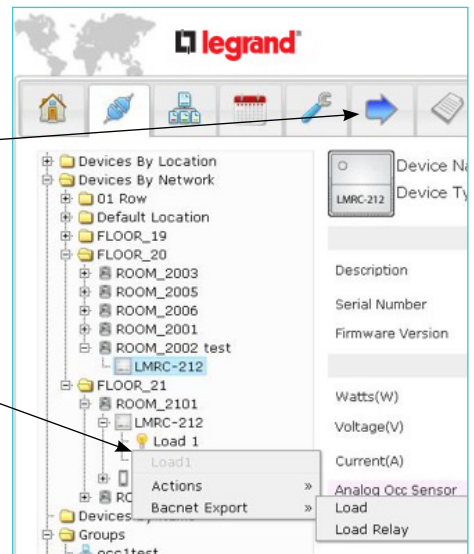 legrand
Devices By Location
Devices By Network
01 Row
Default Location
FLOOR_19
FLOOR_20
ROOM_2003
ROOM_2005
ROOM_2006
ROOM_2001
ROOM_2002 test
LMRC-212
FLOOR_21
ROOM_2101
LMRC-212
Load 1
Load1
Actions »
Bacnet Export »
Load
Load Relay
Devices
Groups
occ1test
LMRC-212
Device Na
Device Ty
Description
Serial Number
Firmware Version
Watts(W)
Voltage(V)
Current(A)
Analog Occ Sensor